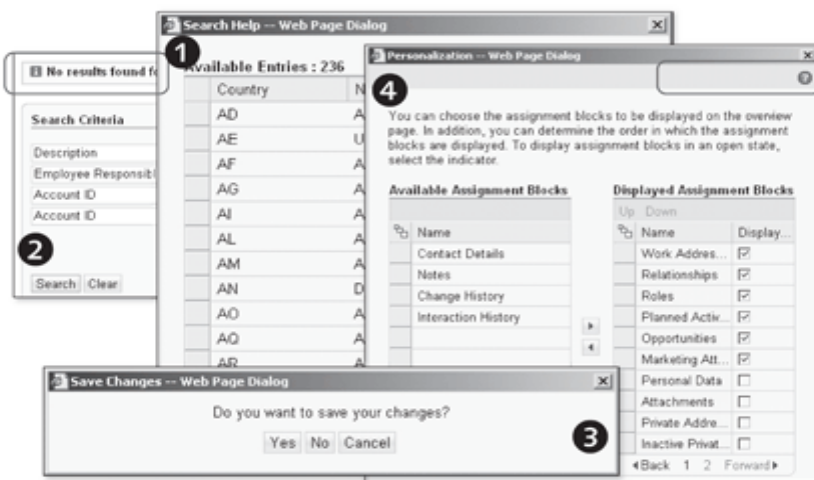 Search Help -- Web Page Dialog
1
Available Entries : 236
Country N
AD A
AE U
AF A
AG A
AI A
AL A
AM A
AN D
AO A
AQ A
AR A
No results found fo
Search Criteria
Description
Employee Responsibl
Account ID
Account ID
2
Search Clear
Personalization -- Web Page Dialog
4
You can choose the assignment blocks to be displayed on the overview
page. In addition, you can determine the order in which the assignment
blocks are displayed. To display assignment blocks in an open state,
select the indicator.
Available Assignment Blocks
Name
Contact Details
Notes
Change History
Interaction History
Displayed Assignment Blocks
Up Down
Name Display...
Work Addres...
Relationships
Roles
Planned Activ...
Opportunities
Marketing Att...
Personal Data
Attachments
Private Addre...
Inactive Privat...
Back 1 2 Forward
Save Changes -- Web Page Dialog
Do you want to save your changes?
Yes No Cancel
3